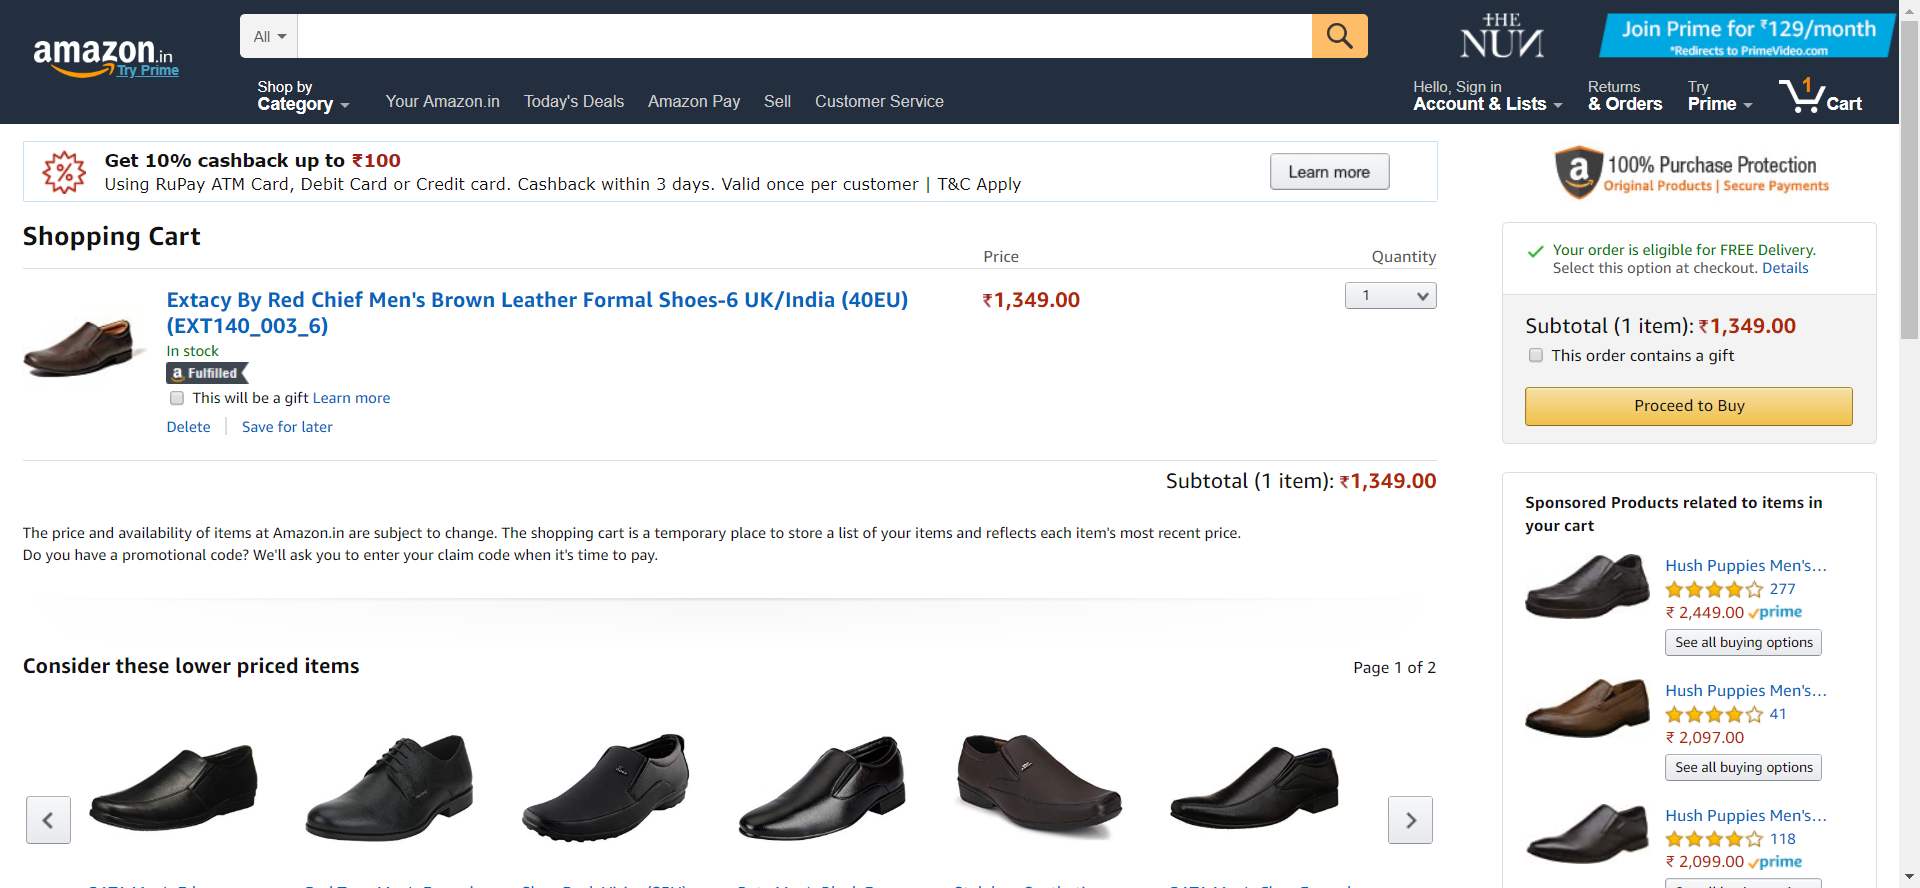 amazon.in
Try Prime
All
THE NUN
Join Prime for ₹129/month
*Redirects to PrimeVideo.com
Shop by
Category
Your Amazon.in
Today's Deals
Amazon Pay
Sell
Customer Service
Hello, Sign in
Account & Lists
Returns
& Orders
Try
Prime
1
Cart
Get 10% cashback up to ₹100
Using RuPay ATM Card, Debit Card or Credit card. Cashback within 3 days. Valid once per customer | T&C Apply
Learn more
100% Purchase Protection
Original Products | Secure Payments
Shopping Cart
Price
Quantity
Extacy By Red Chief Men's Brown Leather Formal Shoes-6 UK/India (40EU)
(EXT140_003_6)
₹1,349.00
1
In stock
a Fulfilled
This will be a gift Learn more
Delete | Save for later
Subtotal (1 item): ₹1,349.00
Your order is eligible for FREE Delivery.
Select this option at checkout. Details
Subtotal (1 item): ₹1,349.00
This order contains a gift
Proceed to Buy
The price and availability of items at Amazon.in are subject to change. The shopping cart is a temporary place to store a list of your items and reflects each item's most recent price.
Do you have a promotional code? We'll ask you to enter your claim code when it's time to pay.
Sponsored Products related to items in
your cart
Hush Puppies Men's...
277
₹ 2,449.00 prime
See all buying options
Hush Puppies Men's...
41
₹ 2,097.00
See all buying options
Hush Puppies Men's...
118
₹ 2,099.00 prime
Consider these lower priced items
Page 1 of 2